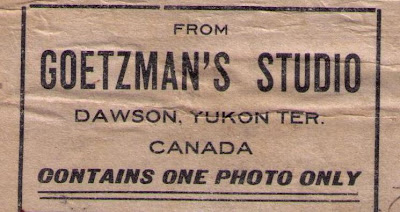 FROM
GOETZMAN'S STUDIO
DAWSON, YUKON TER.
CANADA
CONTAINS ONE PHOTO ONLY